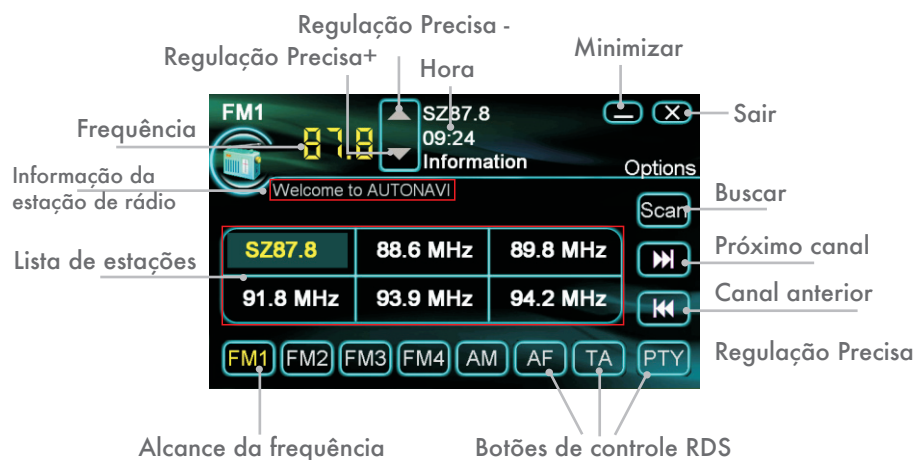 Regulação Precisa -
Regulação Precisa+
Hora
Minimizar
FM1
SZ87.8
Sair
Frequência
87.8
09:24
Information
Options
Informação da
estação de rádio
Welcome to AUTONAVI
Buscar
Scan
Lista de estações
SZ87.8
88.6 MHz
89.8 MHz
Próximo canal
91.8 MHz
93.9 MHz
94.2 MHz
Canal anterior
FM1
FM2
FM3
FM4
AM
AF
TA
PTY
Regulação Precisa
Alcance da frequência
Botões de controle RDS